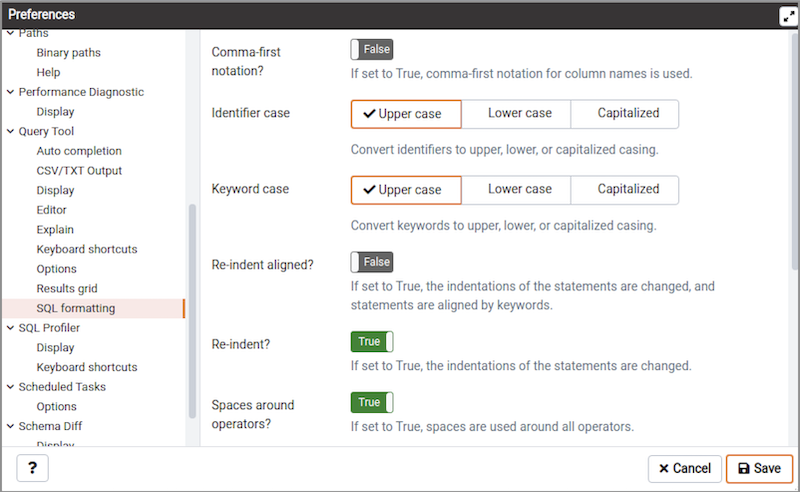 Preferences
Paths
Binary paths
Help
Performance Diagnostic
Display
Query Tool
Auto completion
CSV/TXT Output
Display
Editor
Explain
Keyboard shortcuts
Options
Results grid
SQL formatting
SQL Profiler
Display
Keyboard shortcuts
Scheduled Tasks
Options
Schema Diff
Display
Comma-first
notation?
False
If set to True, comma-first notation for column names is used.
Identifier case
Upper case Lower case Capitalized
Convert identifiers to upper, lower, or capitalized casing.
Keyword case
Upper case Lower case Capitalized
Convert keywords to upper, lower, or capitalized casing.
Re-indent aligned?
False
If set to True, the indentations of the statements are changed, and
statements are aligned by keywords.
Re-indent?
True
If set to True, the indentations of the statements are changed.
Spaces around
operators?
True
If set to True, spaces are used around all operators.
?
Cancel
Save